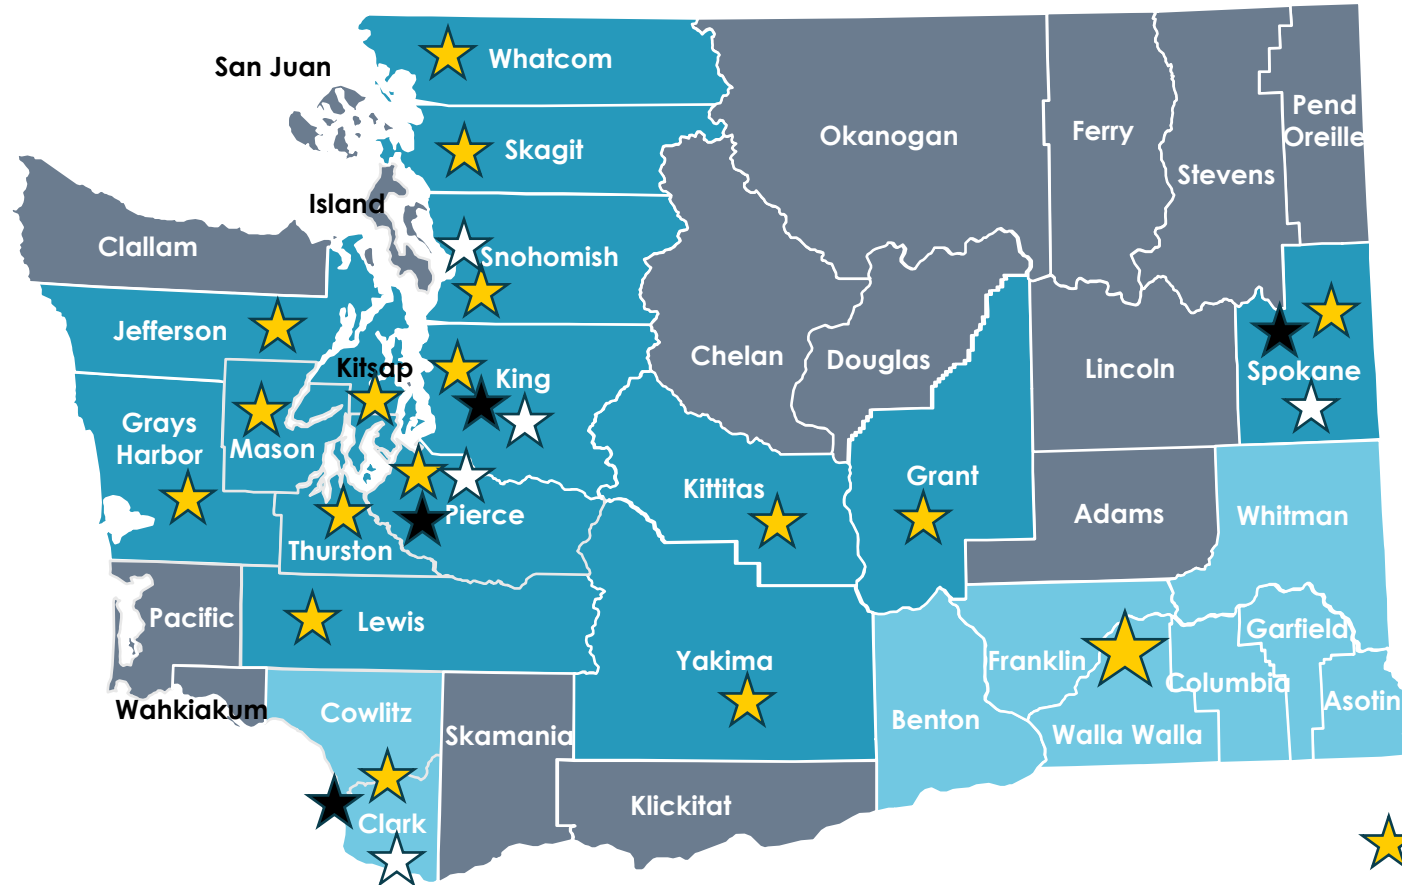 Whatcom
San Juan
Skagit
Okanogan
Ferry
Pend
Oreille
Stevens
Island
Clallam
Snohomish
Jefferson
Kitsap
King
Chelan
Douglas
Lincoln
Spokane
Grays
Harbor
Mason
Kittitas
Grant
Adams
Whitman
Pierce
Thurston
Pacific
Lewis
Garfield
Yakima
Franklin
Columbia
Asotin
Wahkiakum
Cowlitz
Skamania
Benton
Walla Walla
Klickitat
Clark